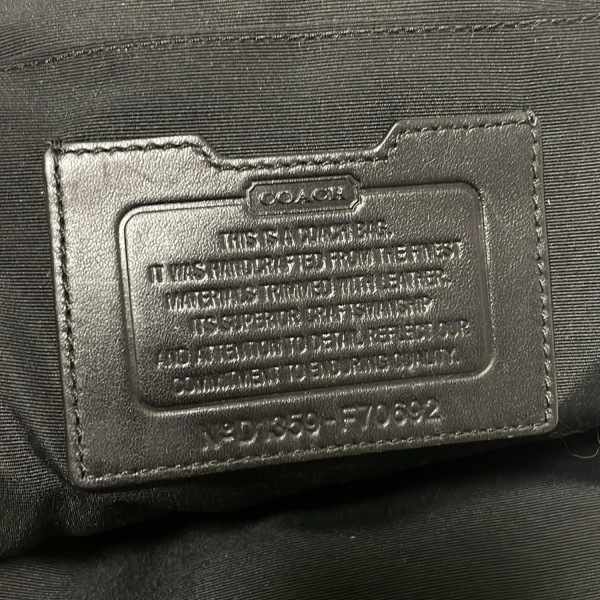 COACH
THIS IS A COACH BAG.
IT WAS HANDCRAFTED FROM THE FINEST
MATERIALS TRIMMED WITH LEATHER.
ITS SUPERIOR CRAFTSMANSHIP
AND ATTENTION TO DETAIL REFLECT OUR
COMMITMENT TO ENDURING QUALITY.
Nº D1359-F70692